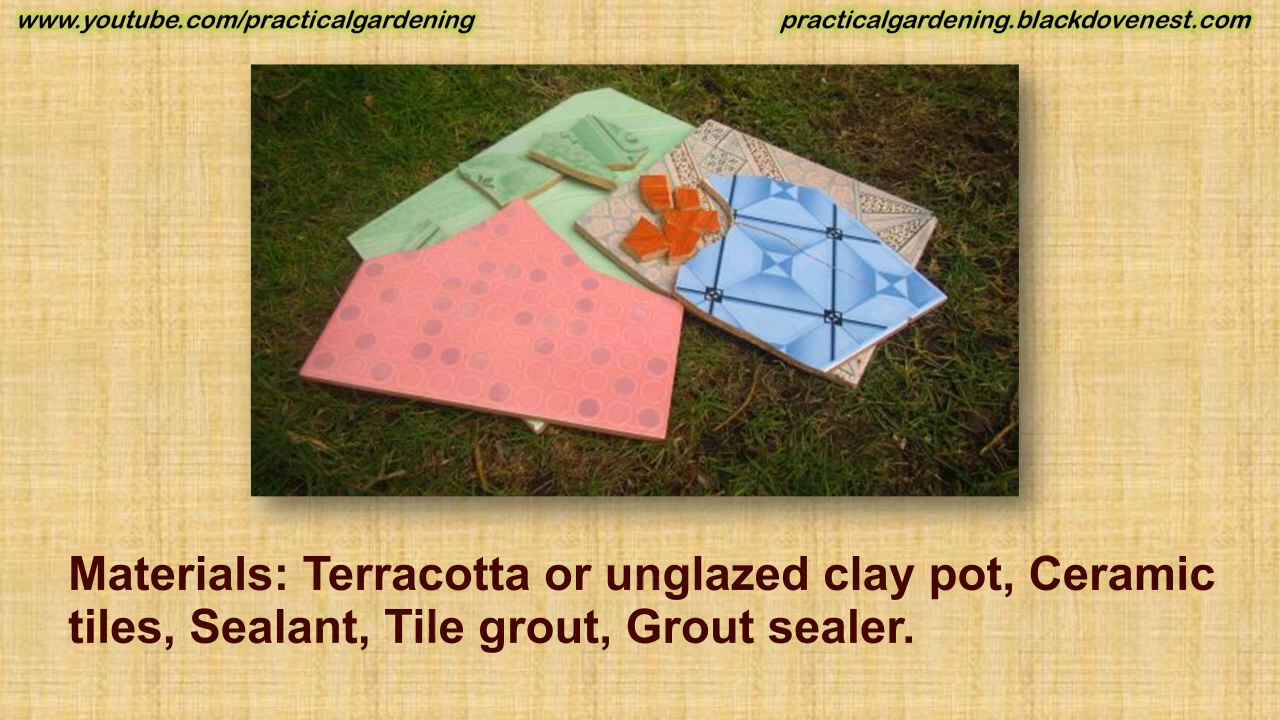 www.youtube.com/practicalgardening
practicalgardening.blackdovenest.com
Materials: Terracotta or unglazed clay pot, Ceramic
tiles, Sealant, Tile grout, Grout sealer.